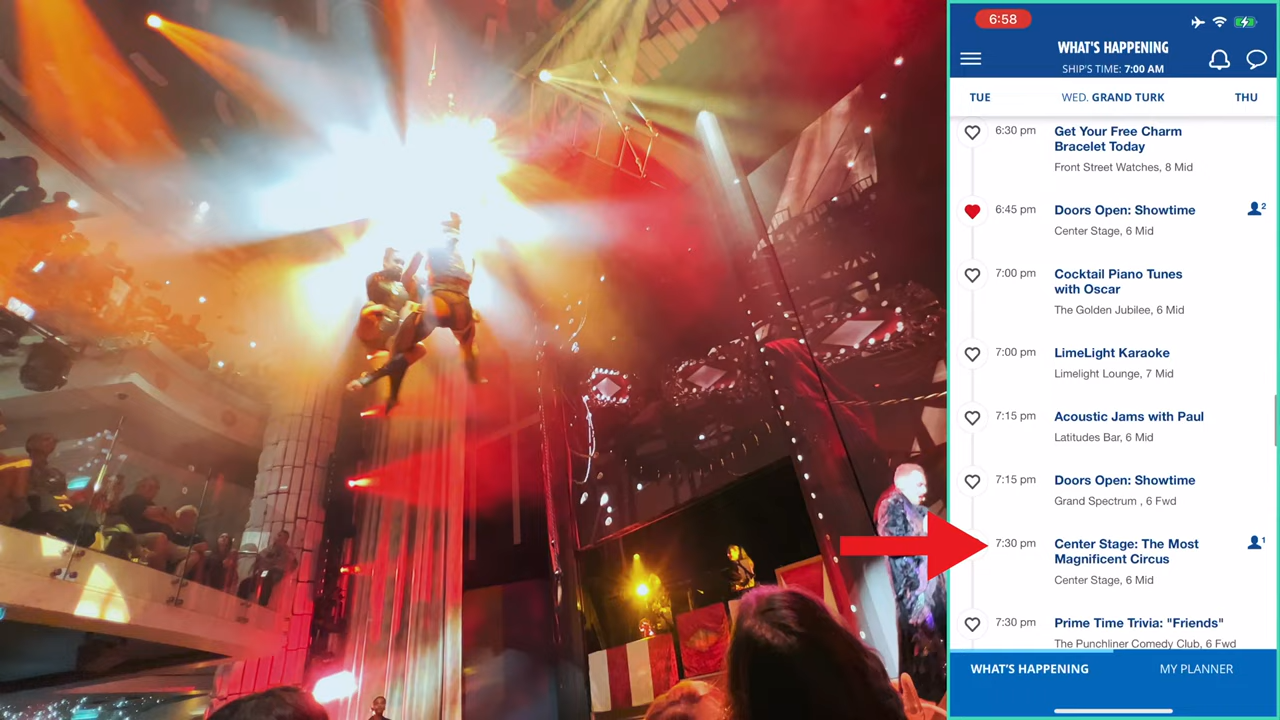 6:58
WHAT'S HAPPENING
SHIP'S TIME: 7:00 AM
TUE WED. GRAND TURK THU
6:30 pm Get Your Free Charm
Bracelet Today
Front Street Watches, 8 Mid
6:45 pm Doors Open: Showtime 2
Center Stage, 6 Mid
7:00 pm Cocktail Piano Tunes
with Oscar
The Golden Jubilee, 6 Mid
7:00 pm LimeLight Karaoke
Limelight Lounge, 7 Mid
7:15 pm Acoustic Jams with Paul
Latitudes Bar, 6 Mid
7:15 pm Doors Open: Showtime
Grand Spectrum , 6 Fwd
7:30 pm Center Stage: The Most 1
Magnificent Circus
Center Stage, 6 Mid
7:30 pm Prime Time Trivia: "Friends"
The Punchliner Comedy Club, 6 Fwd
WHAT'S HAPPENING MY PLANNER